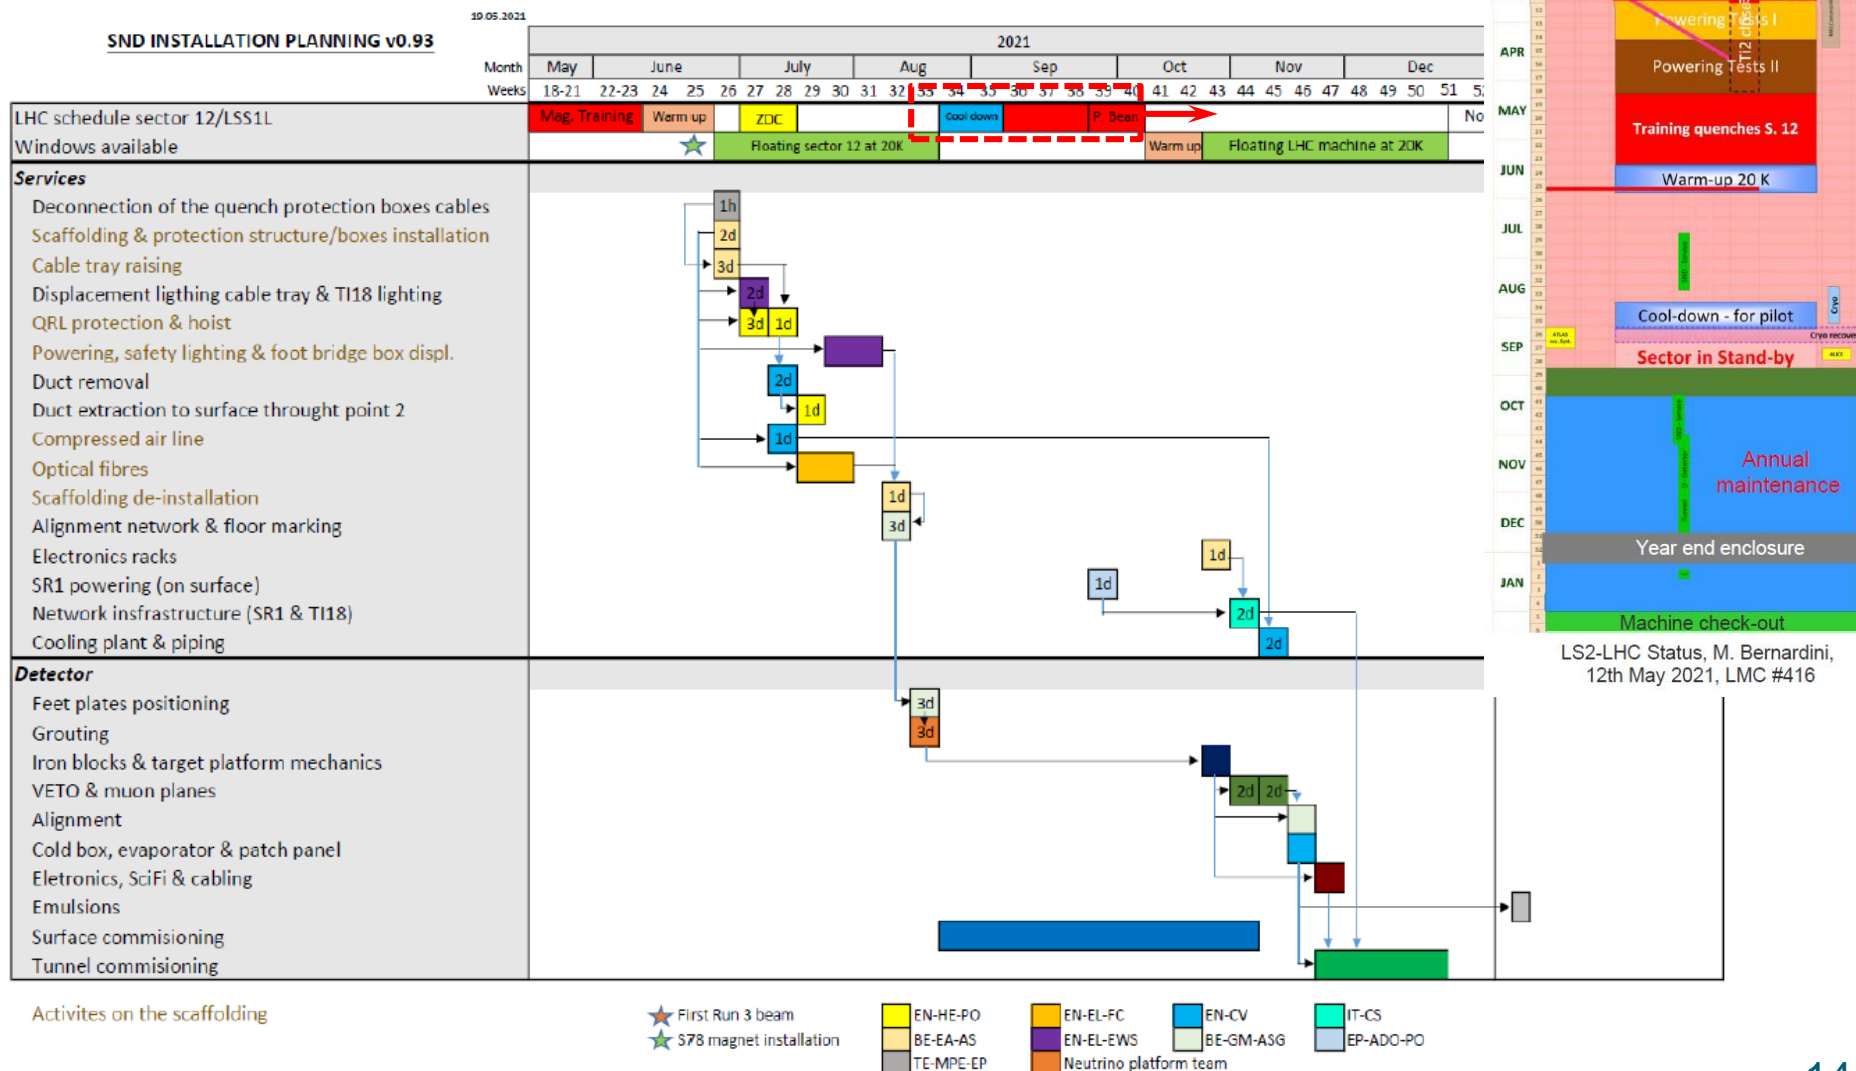 19.05.2021
SND INSTALLATION PLANNING v0.93
2021
Month May June July Aug Sep Oct Nov Dec
Weeks 18-21 22-23 24 25 26 27 28 29 30 31 32 33 34 35 36 37 38 39 40 41 42 43 44 45 46 47 48 49 50 51
LHC schedule sector 12/LSS1L Mag. Training Warm up ZDC Cool down P. Bean No
Windows available Floating sector 12 at 20K Warm up Floating LHC machine at 20K
Services
Deconnection of the quench protection boxes cables 1h
Scaffolding & protection structure/boxes installation 2d
Cable tray raising 3d
Displacement ligthing cable tray & TI18 lighting 2d
QRL protection & hoist 3d 1d
Powering, safety lighting & foot bridge box displ.
Duct removal 2d
Duct extraction to surface throught point 2 1d
Compressed air line 1d
Optical fibres
Scaffolding de-installation 1d
Alignment network & floor marking 3d
Electronics racks 1d
SR1 powering (on surface) 1d
Network insfrastructure (SR1 & TI18) 2d
Cooling plant & piping 2d
Detector
Feet plates positioning 3d
Grouting 3d
Iron blocks & target platform mechanics
VETO & muon planes 2d 2d
Alignment
Cold box, evaporator & patch panel
Eletronics, SciFi & cabling
Emulsions
Surface commisioning
Tunnel commisioning
Activites on the scaffolding
First Run 3 beam
S78 magnet installation
EN-HE-PO EN-EL-FC EN-CV IT-CS
BE-EA-AS EN-EL-EWS BE-GM-ASG EP-ADO-PO
TE-MPE-EP Neutrino platform team
Powering Tests I
APR
Powering Tests II
MAY
Training quenches S. 12
JUN
Warm-up 20 K
JUL
AUG
Cool-down - for pilot
Cryo
Cryo recove
SEP
Sector in Stand-by
ALICE
OCT
NOV
Annual
maintenance
DEC
Year end enclosure
JAN
Machine check-out
LS2-LHC Status, M. Bernardini,
12th May 2021, LMC #416